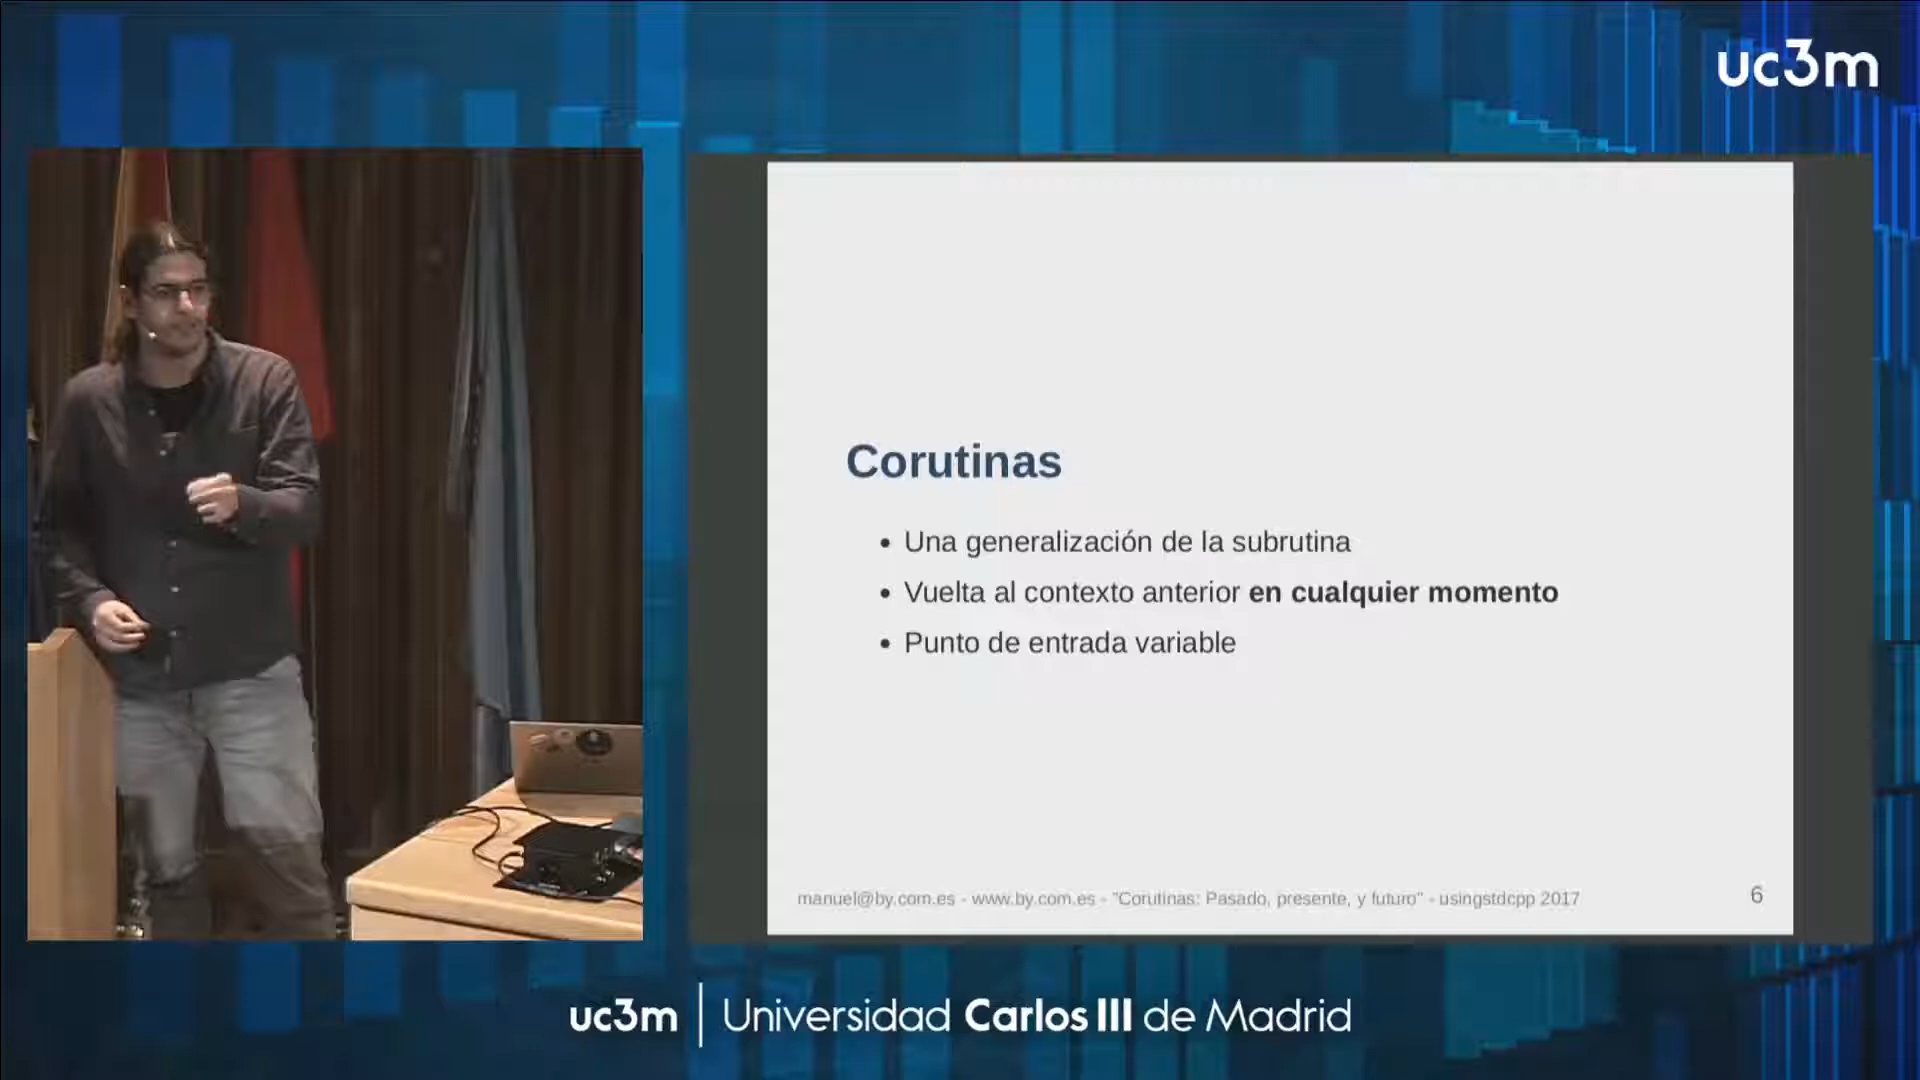 uc3m
Corutinas
• Una generalización de la subrutina
• Vuelta al contexto anterior en cualquier momento
• Punto de entrada variable
manuel@by.com.es - www.by.com.es - "Corutinas: Pasado, presente, y futuro" - usingstdcpp 2017
6
uc3m | Universidad Carlos III de Madrid